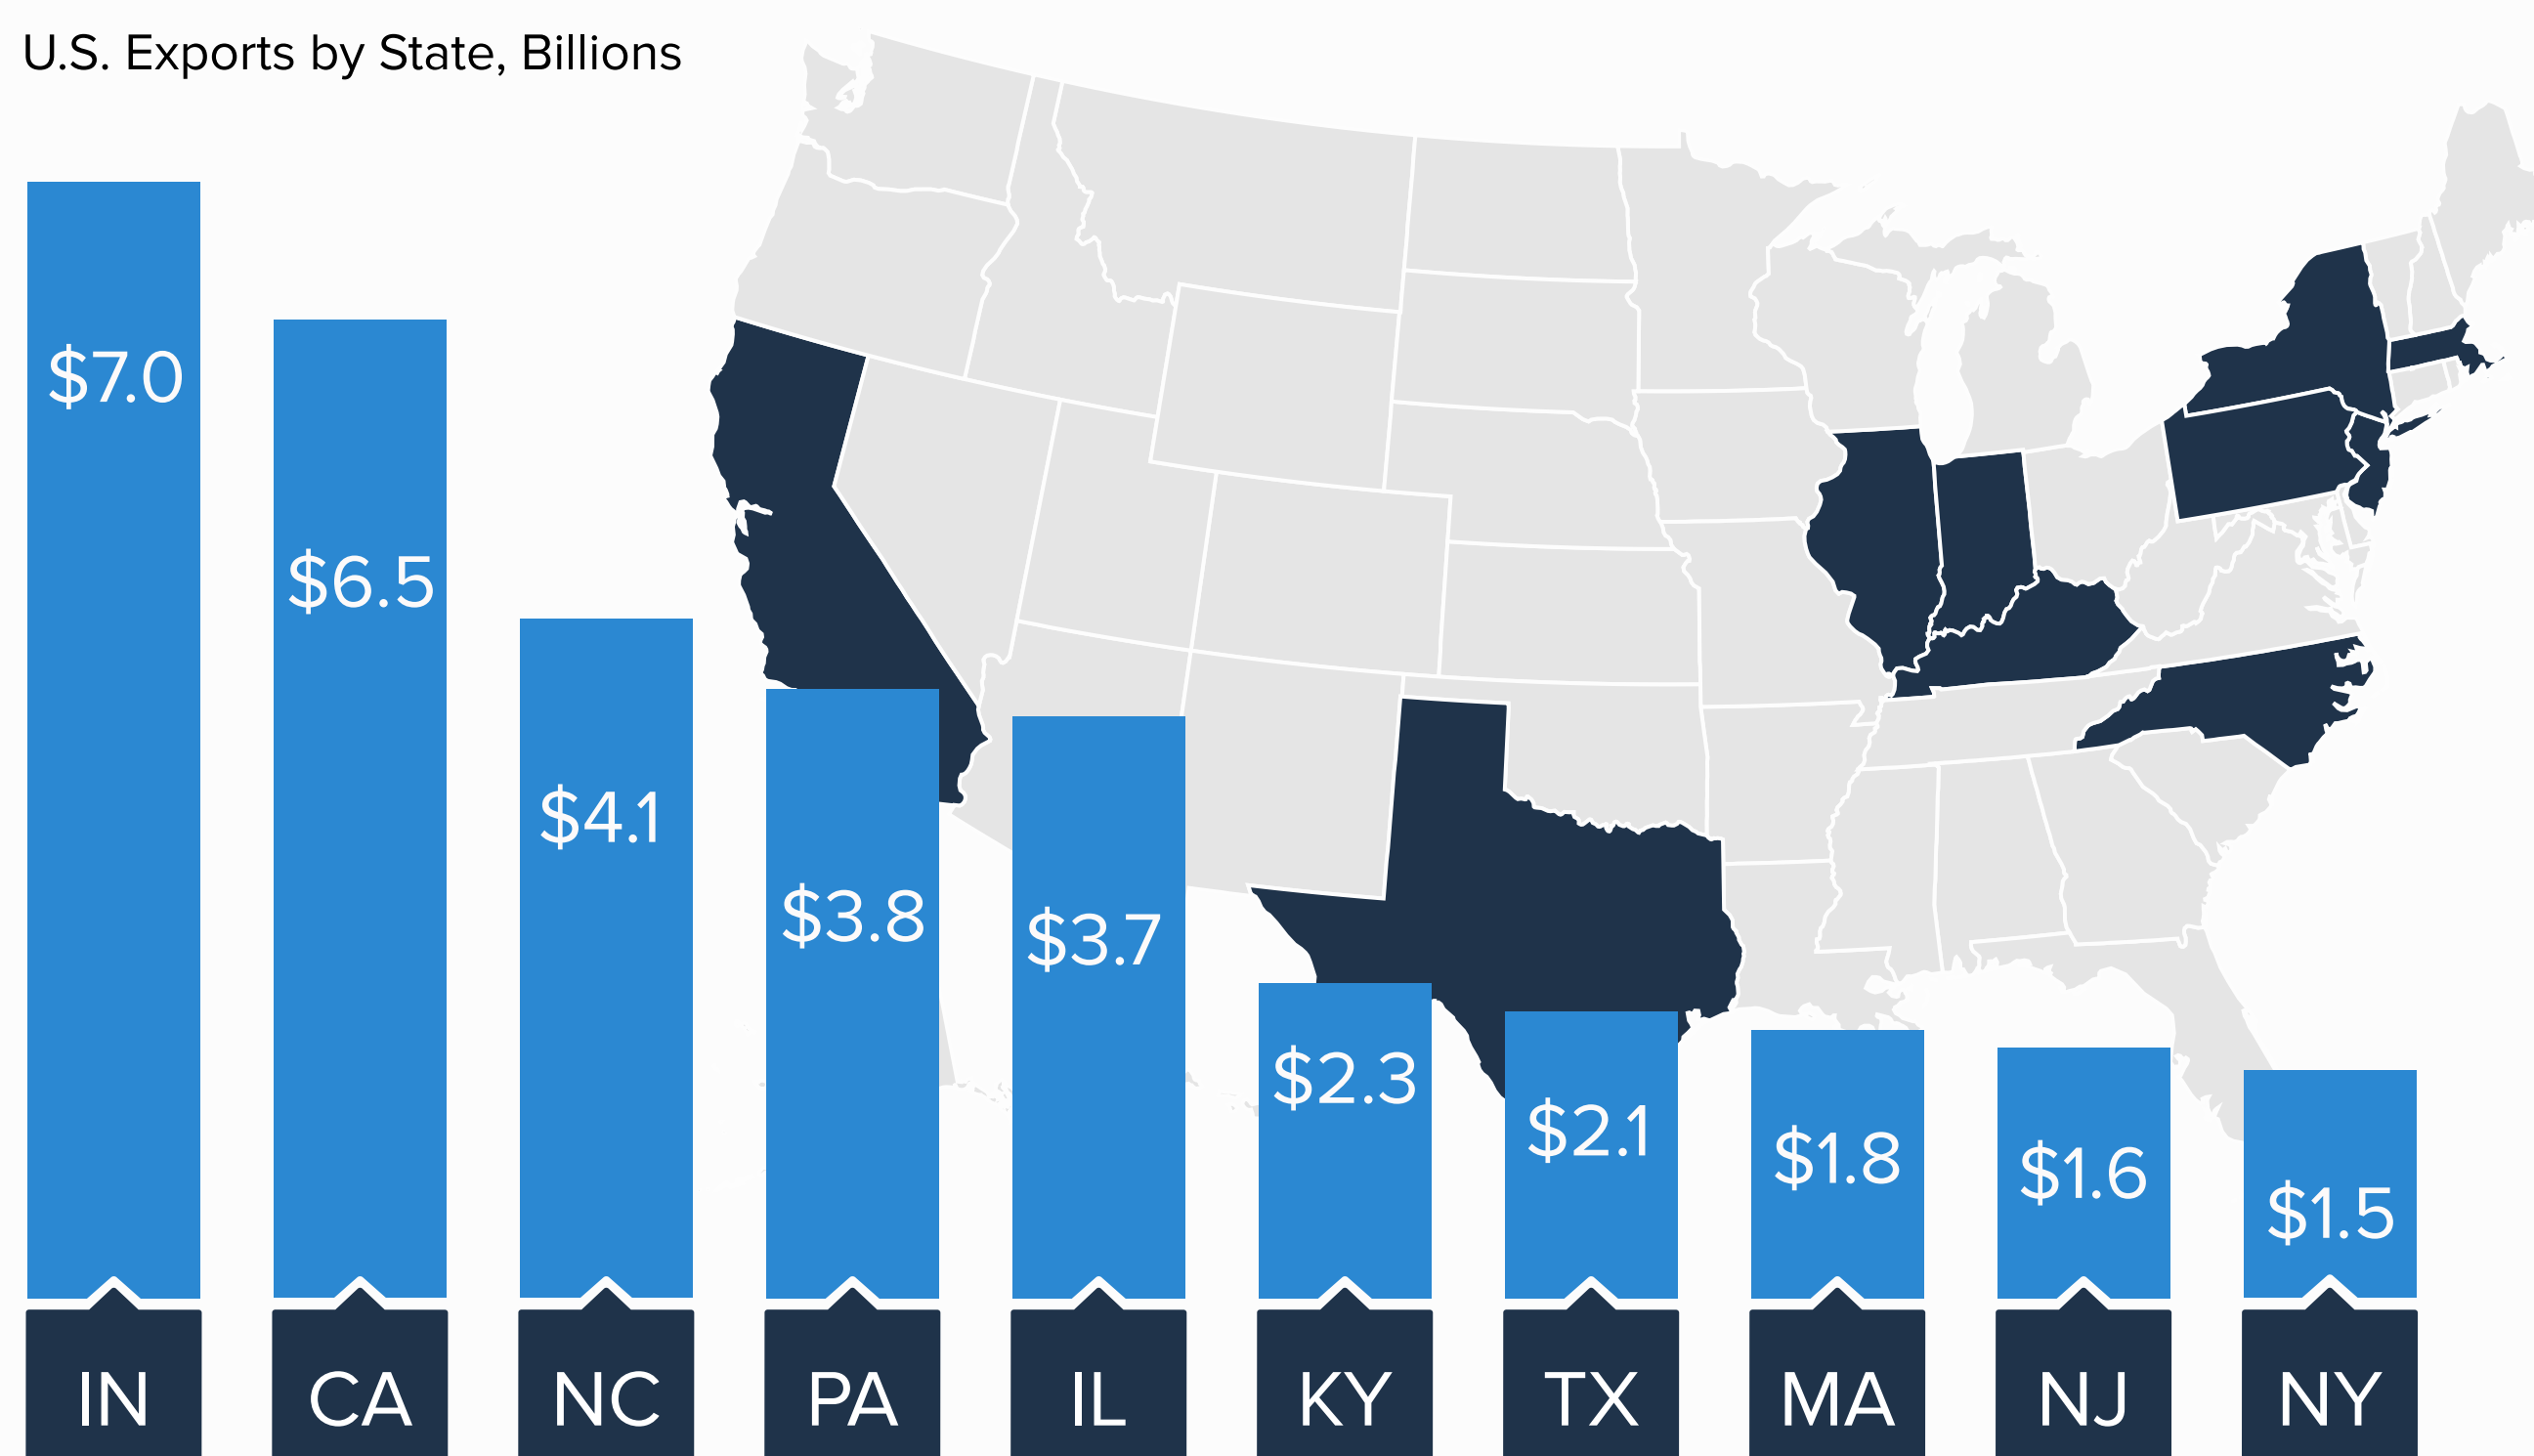 U.S. Exports by State, Billions
$7.0
$6.5
$4.1
$3.8
$3.7
$2.3
$2.1
$1.8
$1.6
$1.5
IN
CA
NC
PA
IL
KY
TX
MA
NJ
NY